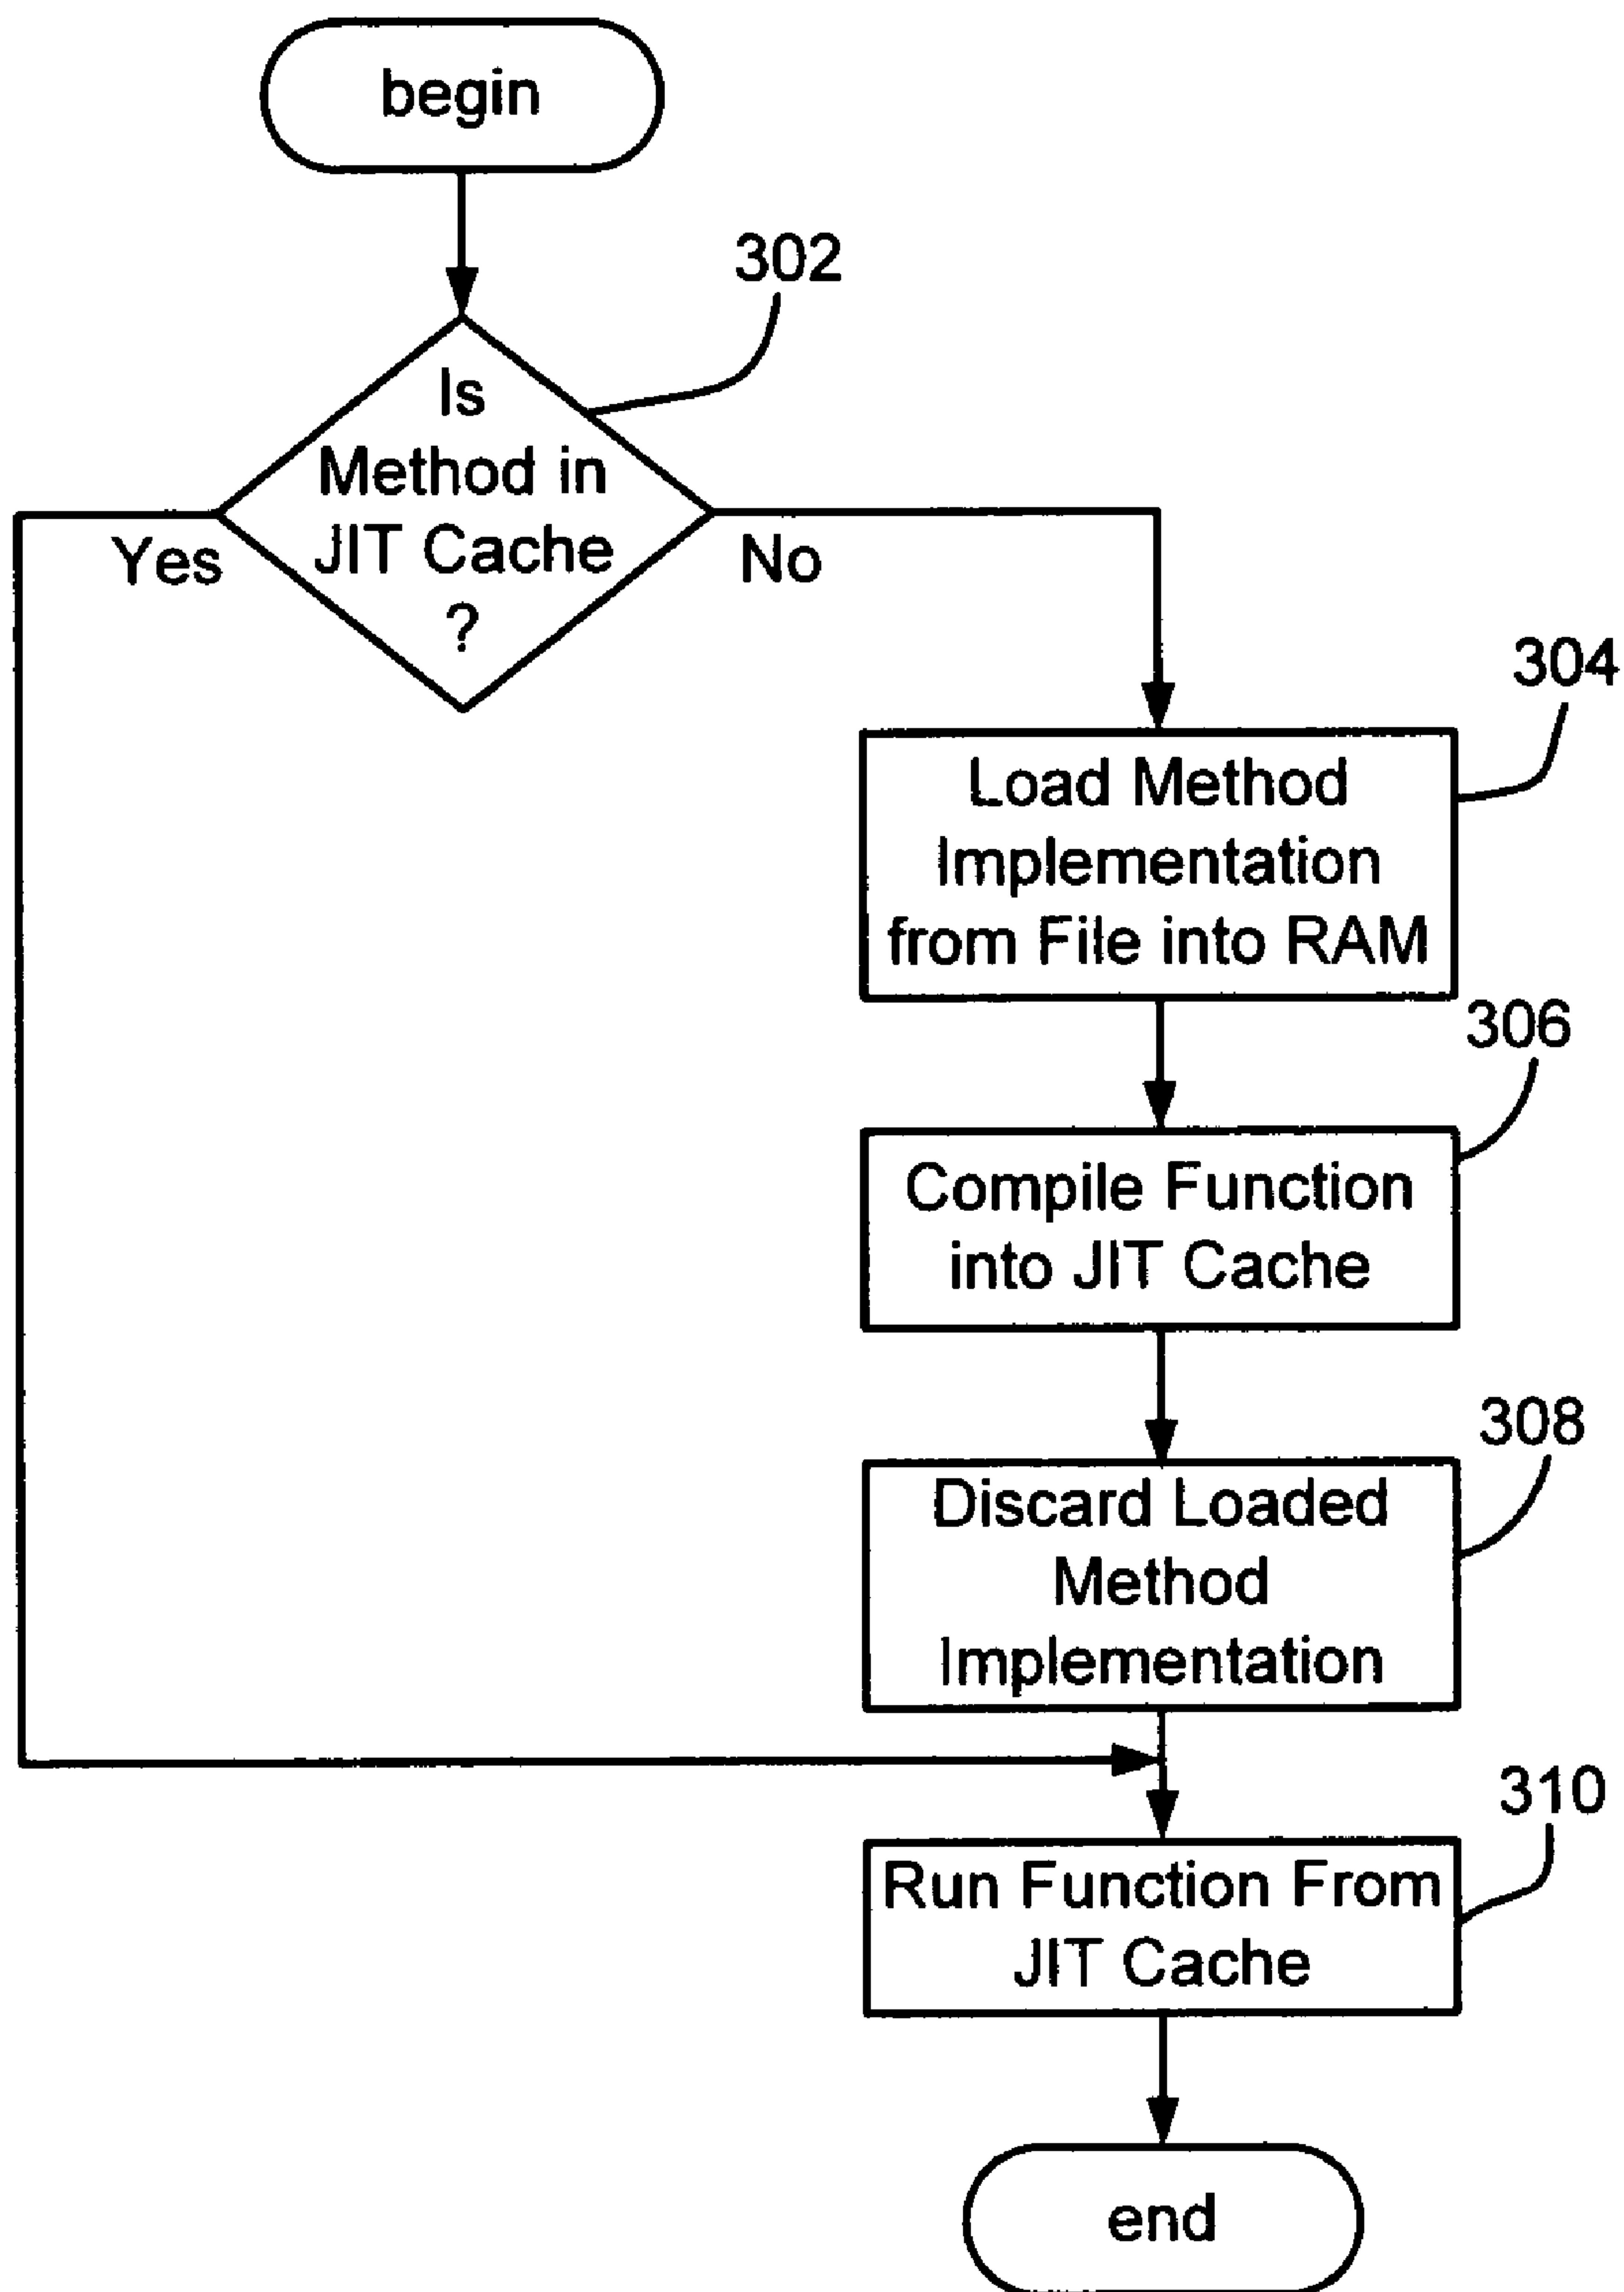 begin
302
Is
Method in
JIT Cache
?
Yes
No
304
Load Method
Implementation
from File into RAM
306
Compile Function
into JIT Cache
308
Discard Loaded
Method
Implementation
310
Run Function From
JIT Cache
end